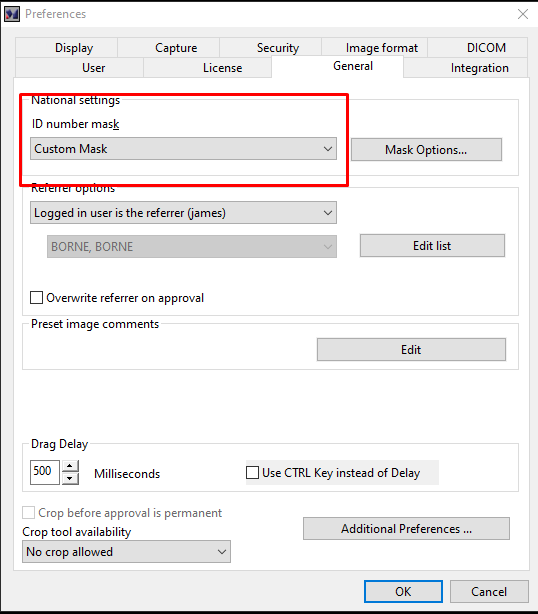 Preferences
Display Capture Security Image format DICOM
User License General Integration
National settings
ID number mask
Custom Mask
Mask Options...
Referrer options
Logged in user is the referrer (james)
BORNE, BORNE
Edit list
Overwrite referrer on approval
Preset image comments
Edit
Drag Delay
500 Milliseconds
Use CTRL Key instead of Delay
Crop before approval is permanent
Crop tool availability
Additional Preferences ...
No crop allowed
OK Cancel